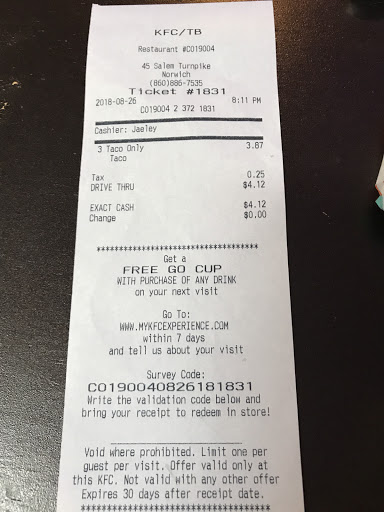 KFC/TB
Restaurant #C019004
45 Salem Turnpike
Norwich
(860)886-7535
Ticket #1831
2018-08-26 8:11 PM
C019004 2 372 1831
Cashier: Jaeley
3 Taco Only 3.87
Taco
Tax 0.25
DRIVE THRU $4.12
EXACT CASH $4.12
Change $0.00
************************************
Get a
FREE GO CUP
WITH PURCHASE OF ANY DRINK
on your next visit
Go To:
WWW.MYKFCEXPERIENCE.COM
within 7 days
and tell us about your visit
Survey Code:
C0190040826181831
Write the validation code below and
bring your receipt to redeem in store!
____________________
Void where prohibited. Limit one per
guest per visit. Offer valid only at
this KFC. Not valid with any other offer
Expires 30 days after receipt date.
************************************